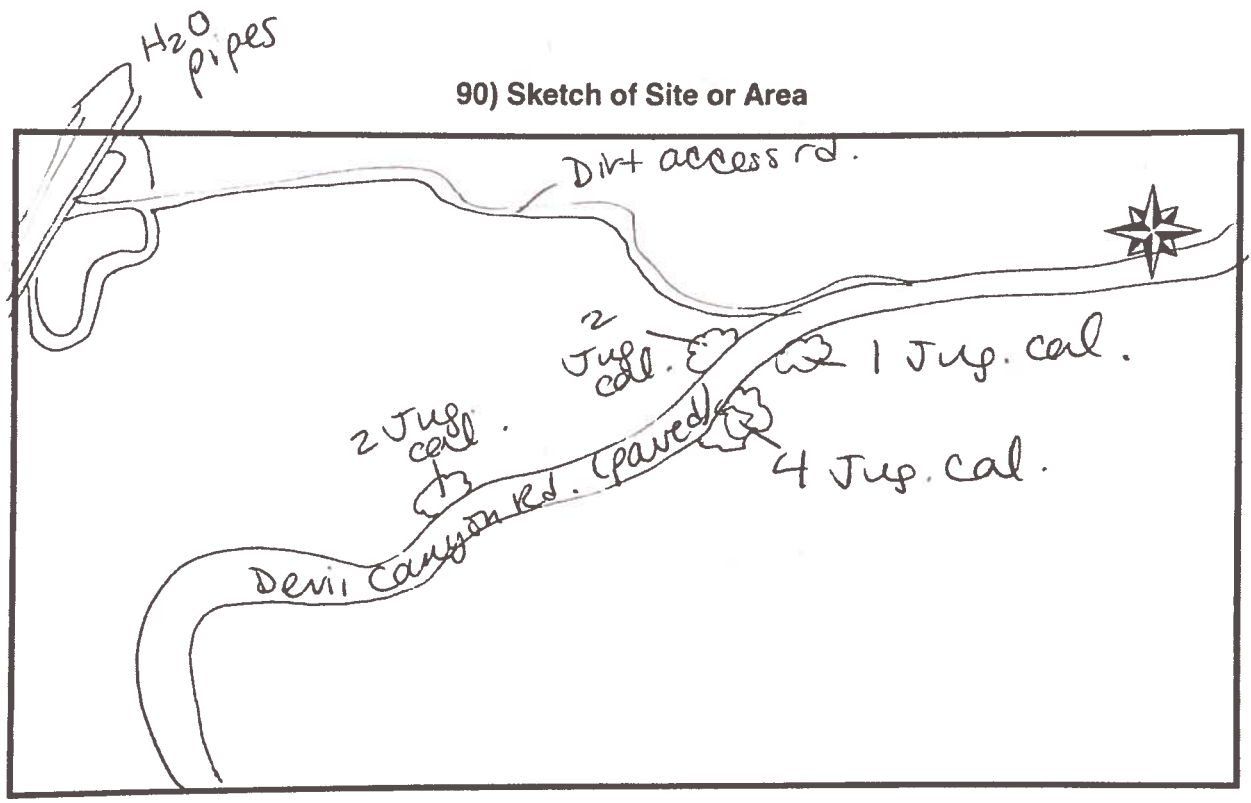 H2O
pipes
90) Sketch of Site or Area
Dirt access rd.
2
Jug.
cal.
1 Jug. cal.
2 Jug.
cal.
4 Jug. cal.
Devil Canyon Rd. (paved)